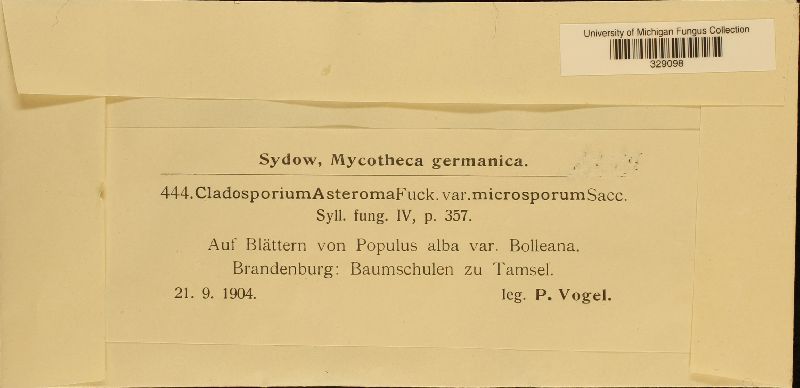 University of Michigan Fungus Collection
329098
Sydow, Mycotheca germanica.
444. Cladosporium Asteroma Fuck. var. microsporum Sacc.
Syll. fung. IV, p. 357.
Auf Blättern von Populus alba var. Bolleana.
Brandenburg: Baumschulen zu Tamsel.
21. 9. 1904. leg. P. Vogel.